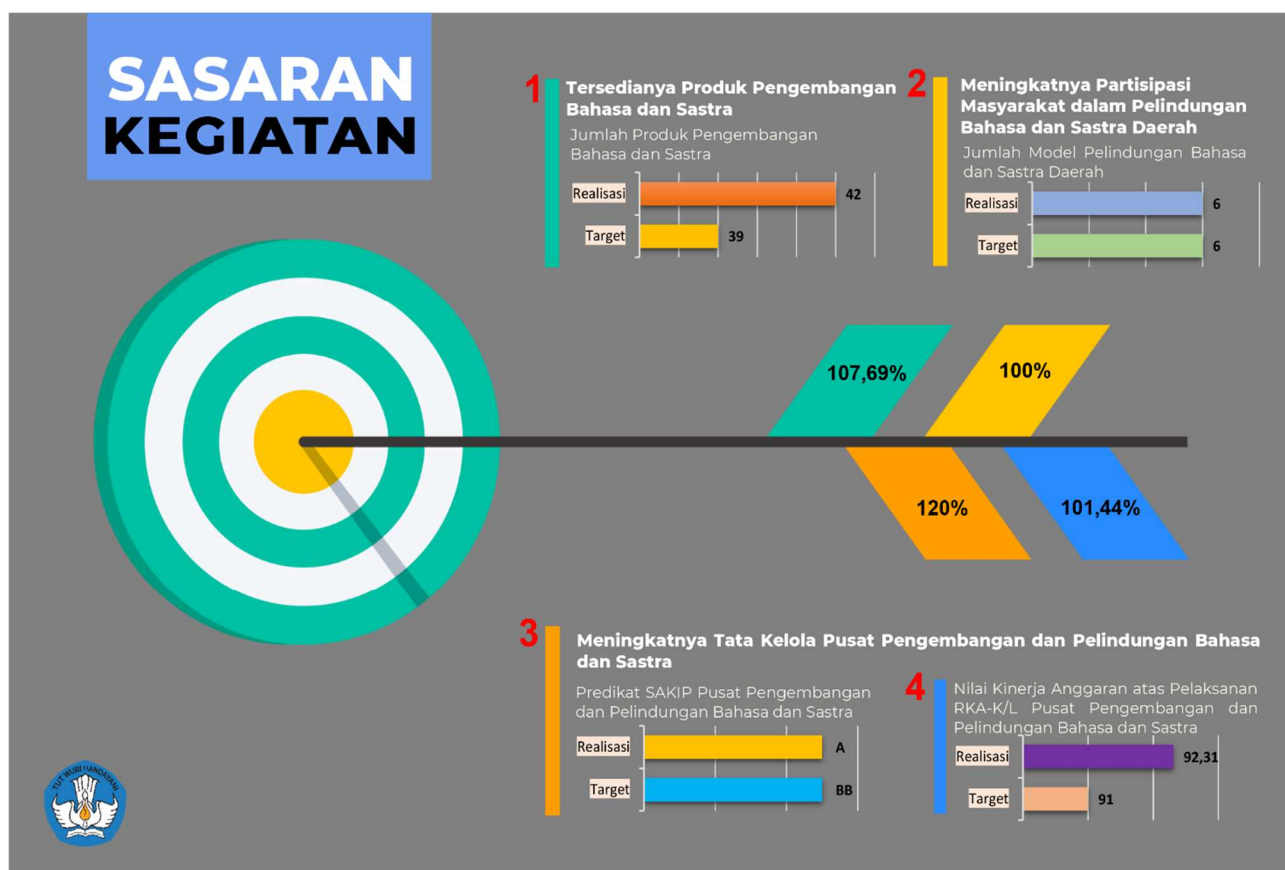 SASARAN
KEGIATAN
1
Tersedianya Produk Pengembangan
Bahasa dan Sastra
Jumlah Produk Pengembangan
Bahasa dan Sastra
Realisasi
42
Target
39
2
Meningkatnya Partisipasi
Masyarakat dalam Pelindungan
Bahasa dan Sastra Daerah
Jumlah Model Pelindungan Bahasa
dan Sastra Daerah
Realisasi
6
Target
6
107,69%
100%
120%
101,44%
3
Meningkatnya Tata Kelola Pusat Pengembangan dan Pelindungan Bahasa
dan Sastra
Predikat SAKIP Pusat Pengembangan
dan Pelindungan Bahasa dan Sastra
Realisasi
A
Target
BB
4
Nilai Kinerja Anggaran atas Pelaksanan
RKA-K/L Pusat Pengembangan dan
Pelindungan Bahasa dan Sastra
Realisasi
92,31
Target
91
TUT WURI HANDAYANI